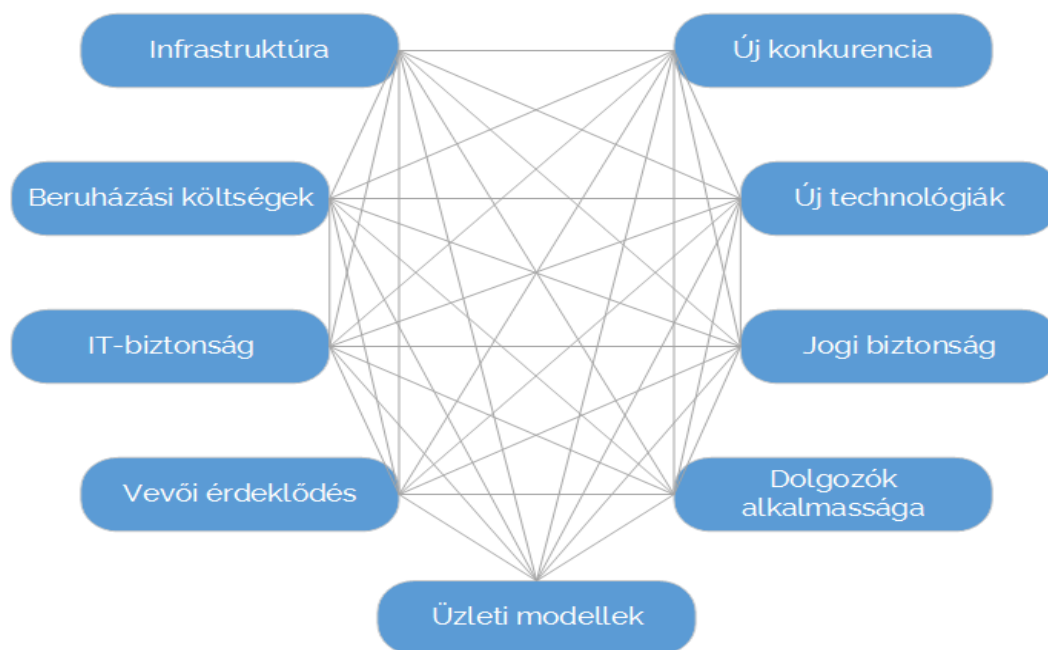 Infrastruktúra
Új konkurencia
Beruházási költségek
Új technológiák
IT-biztonság
Jogi biztonság
Vevői érdeklődés
Dolgozók
alkalmassága
Üzleti modellek